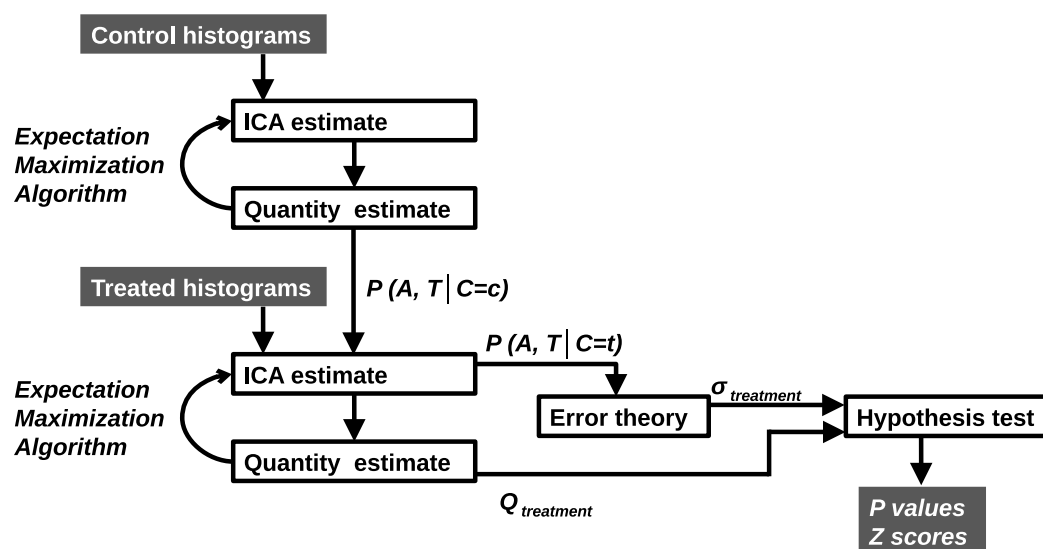 Control histograms
ICA estimate
Expectation
Maximization
Algorithm
Quantity estimate
P (A, T | C=c)
Treated histograms
P (A, T | C=t)
ICA estimate
Expectation
Maximization
Algorithm
σ treatment
Error theory
Hypothesis test
Quantity estimate
Q treatment
P values
Z scores